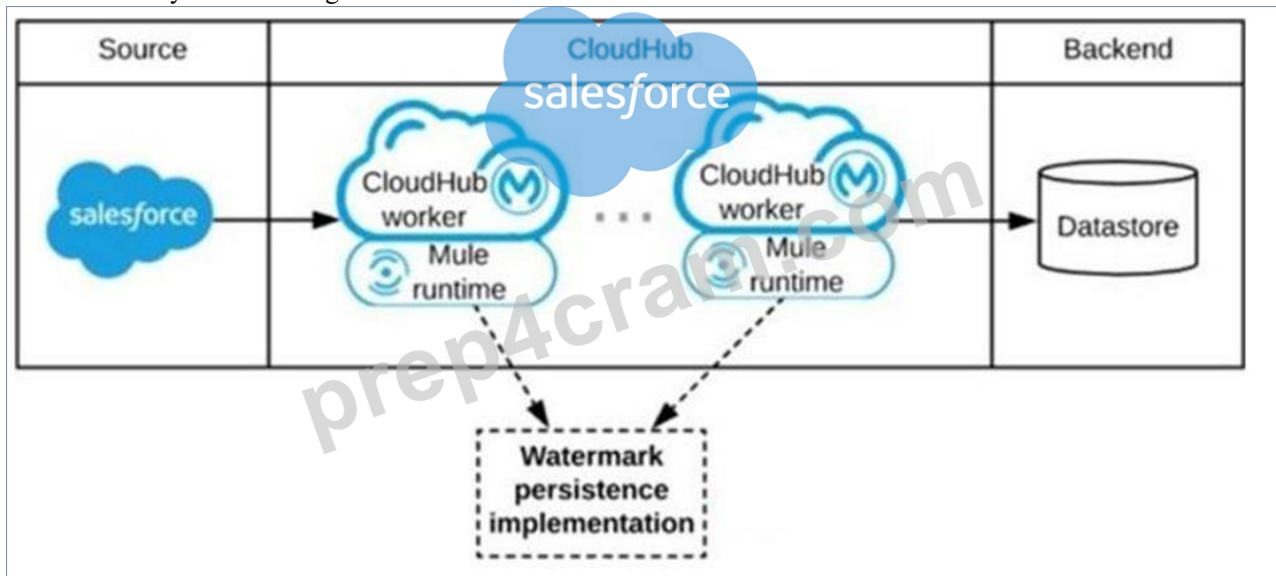 Source
CloudHub
Backend
salesforce
salesforce
CloudHub
worker
Mule
runtime
...
CloudHub
worker
Mule
runtime
Datastore
prep4cram.com
Watermark
persistence
implementation